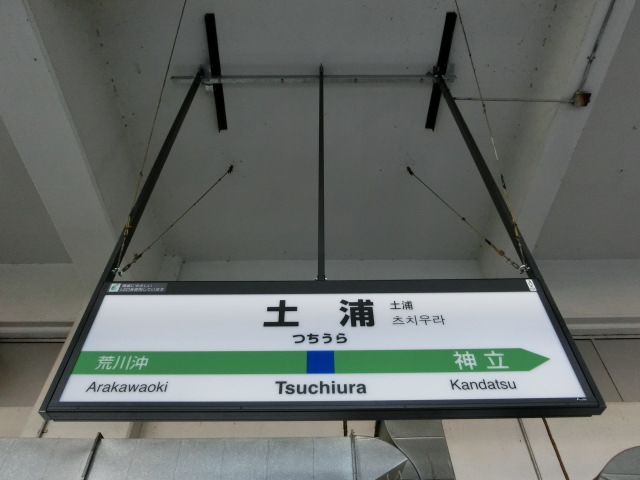 土浦
土浦
츠치우라
つちうら
荒川沖
神立
Arakawaoki
Tsuchiura
Kandatsu